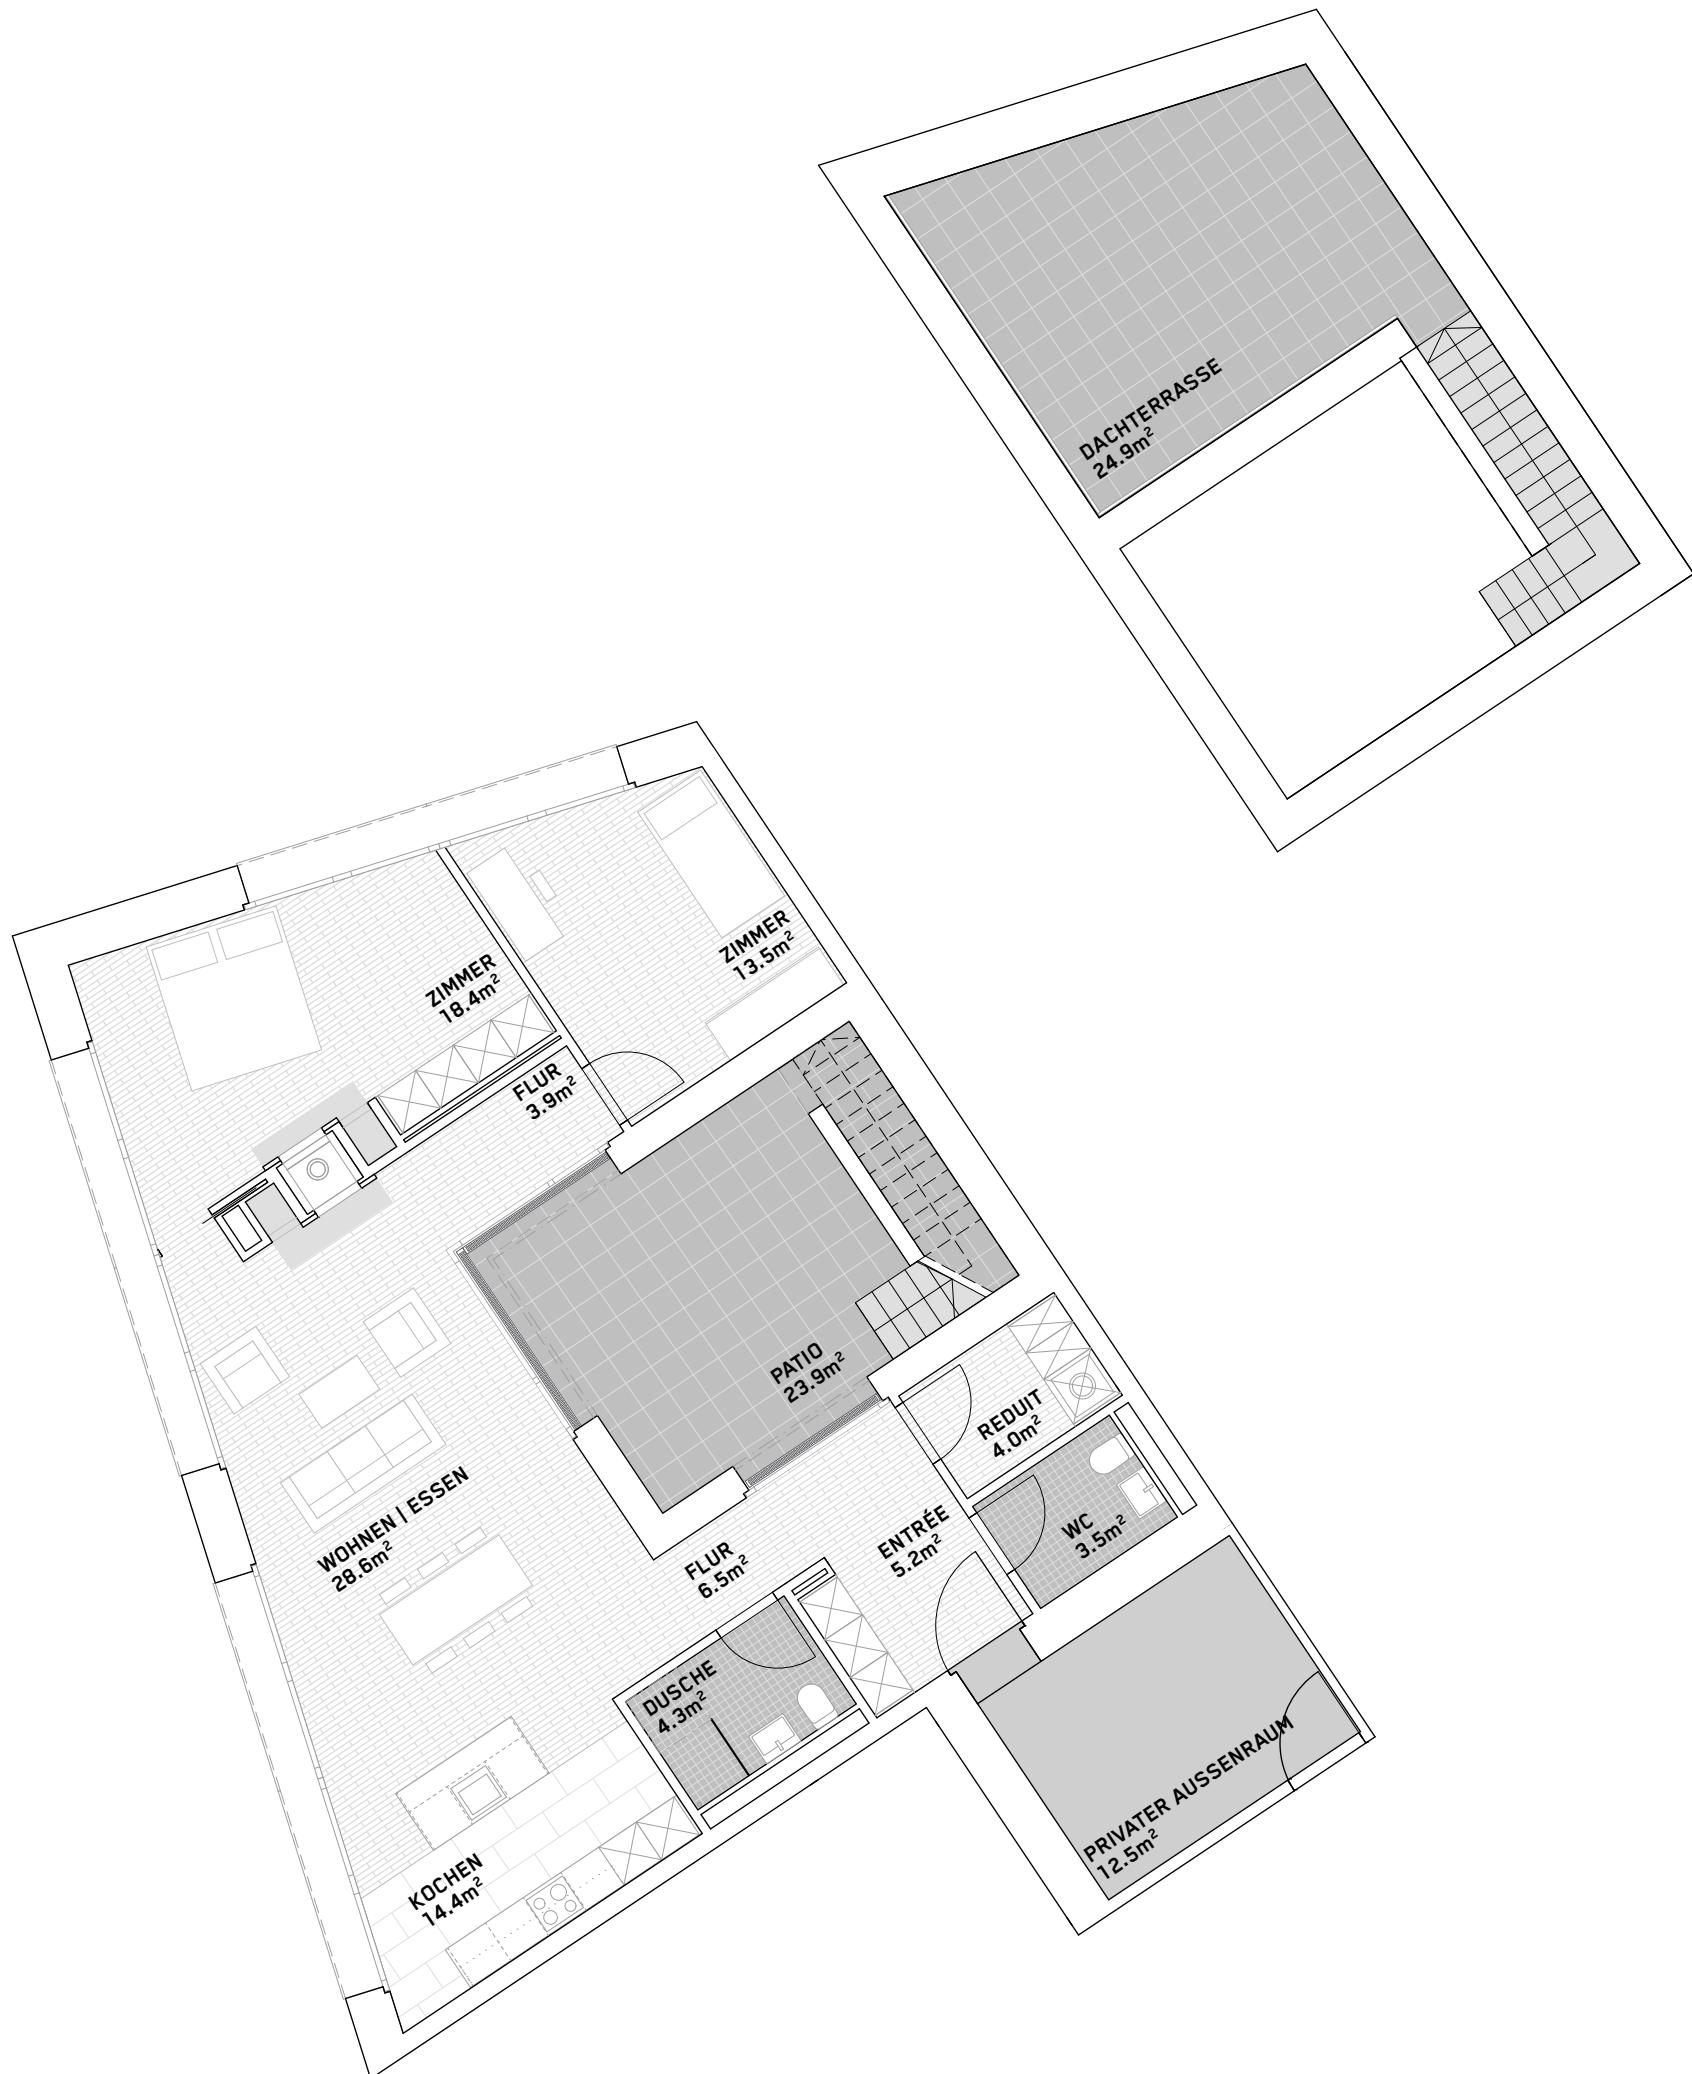 DACHTERRASSE
24.9m²
ZIMMER
13.5m²
ZIMMER
18.4m²
FLUR
3.9m²
PATIO
23.9m²
REDUIT
4.0m²
WOHNEN | ESSEN
28.6m²
ENTRÉE
5.2m²
WC
3.5m²
FLUR
6.5m²
DUSCHE
4.3m²
PRIVATER AUSSENRAUM
12.5m²
KOCHEN
14.4m²